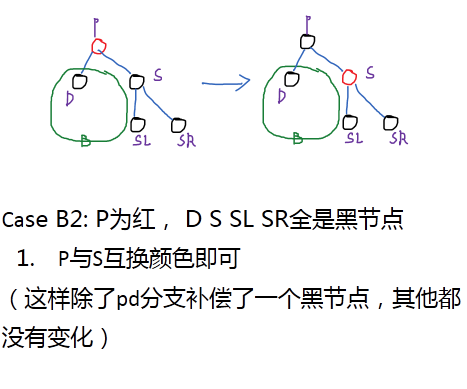 P P
S S
D D
B SL SR B SL SR
Case B2: P为红， D S SL SR全是黑节点
1. P与S互换颜色即可
（这样除了pd分支补偿了一个黑节点，其他都
没有变化）